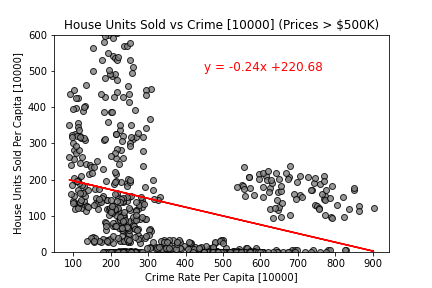 House Units Sold vs Crime [10000] (Prices > $500K)
y = -0.24x +220.68
House Units Sold Per Capita [10000]
600
500
400
300
200
100
0
100 200 300 400 500 600 700 800 900
Crime Rate Per Capita [10000]